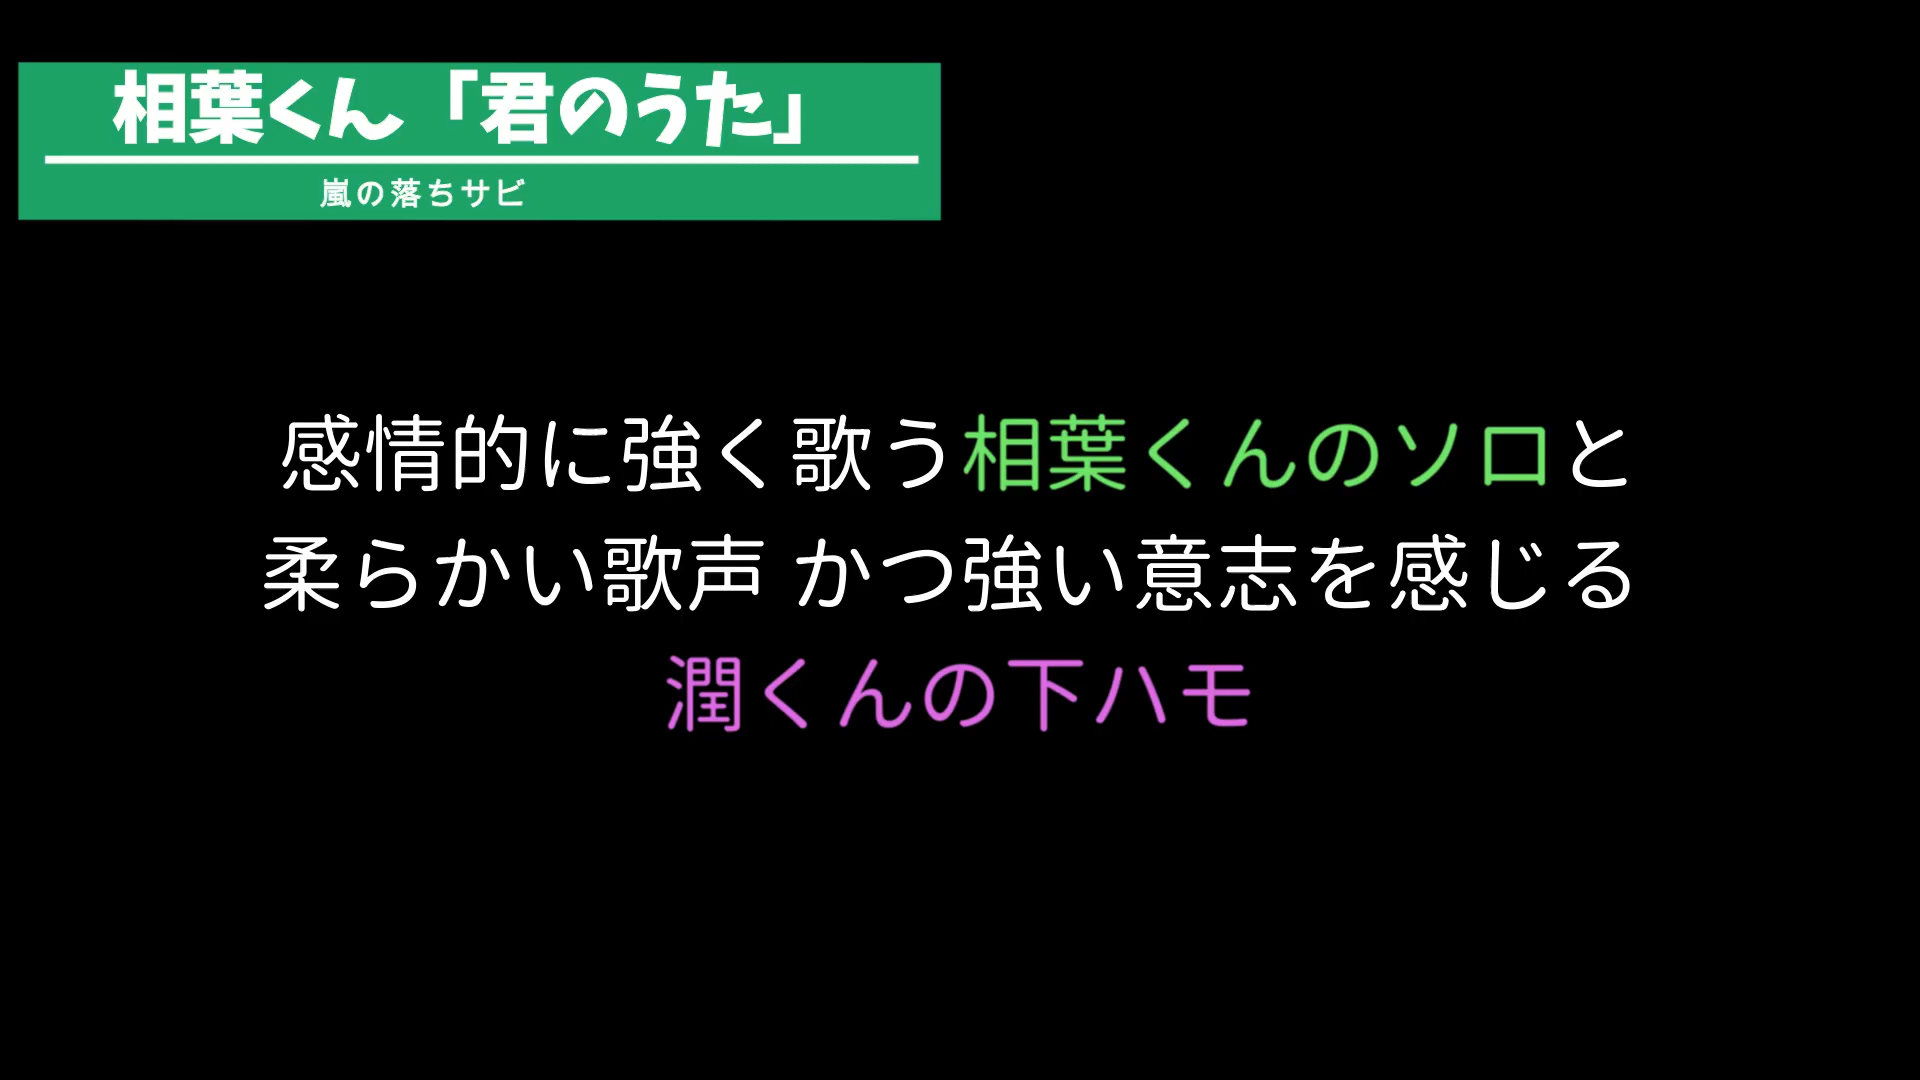 相葉くん「君のうた」
嵐の落ちサビ
感情的に強く歌う相葉くんのソロと
柔らかい歌声 かつ強い意志を感じる
潤くんの下ハモ